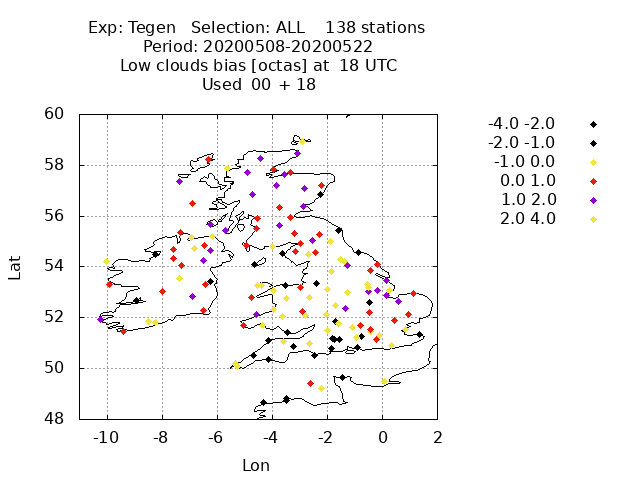 Exp: Tegen   Selection: ALL    138 stations
Period: 20200508-20200522
Low clouds bias [octas] at  18 UTC
Used  00 + 18
60
58
56
54
52
50
48
Lat
-10 -8 -6 -4 -2 0 2
Lon
-4.0 -2.0
-2.0 -1.0
-1.0 0.0
0.0 1.0
1.0 2.0
2.0 4.0